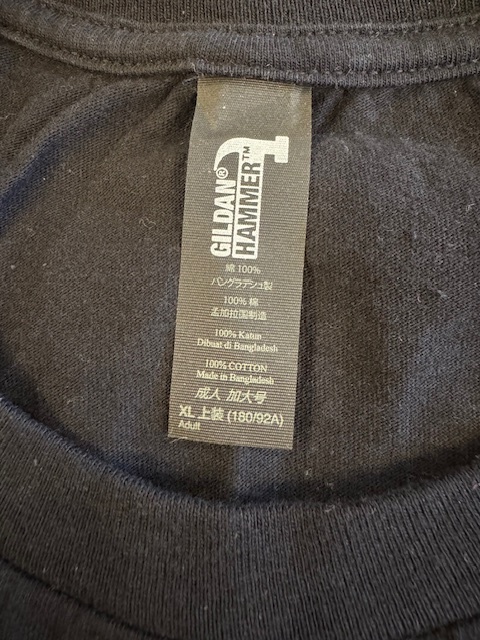 GILDAN®
HAMMER™
綿 100%
バングラデシュ製
100% 棉
孟加拉国制造
100% Katun
Dibuat di Bangladesh
100% COTTON
Made in Bangladesh
成人 加大号
XL 上装 (180/92A)
Adult